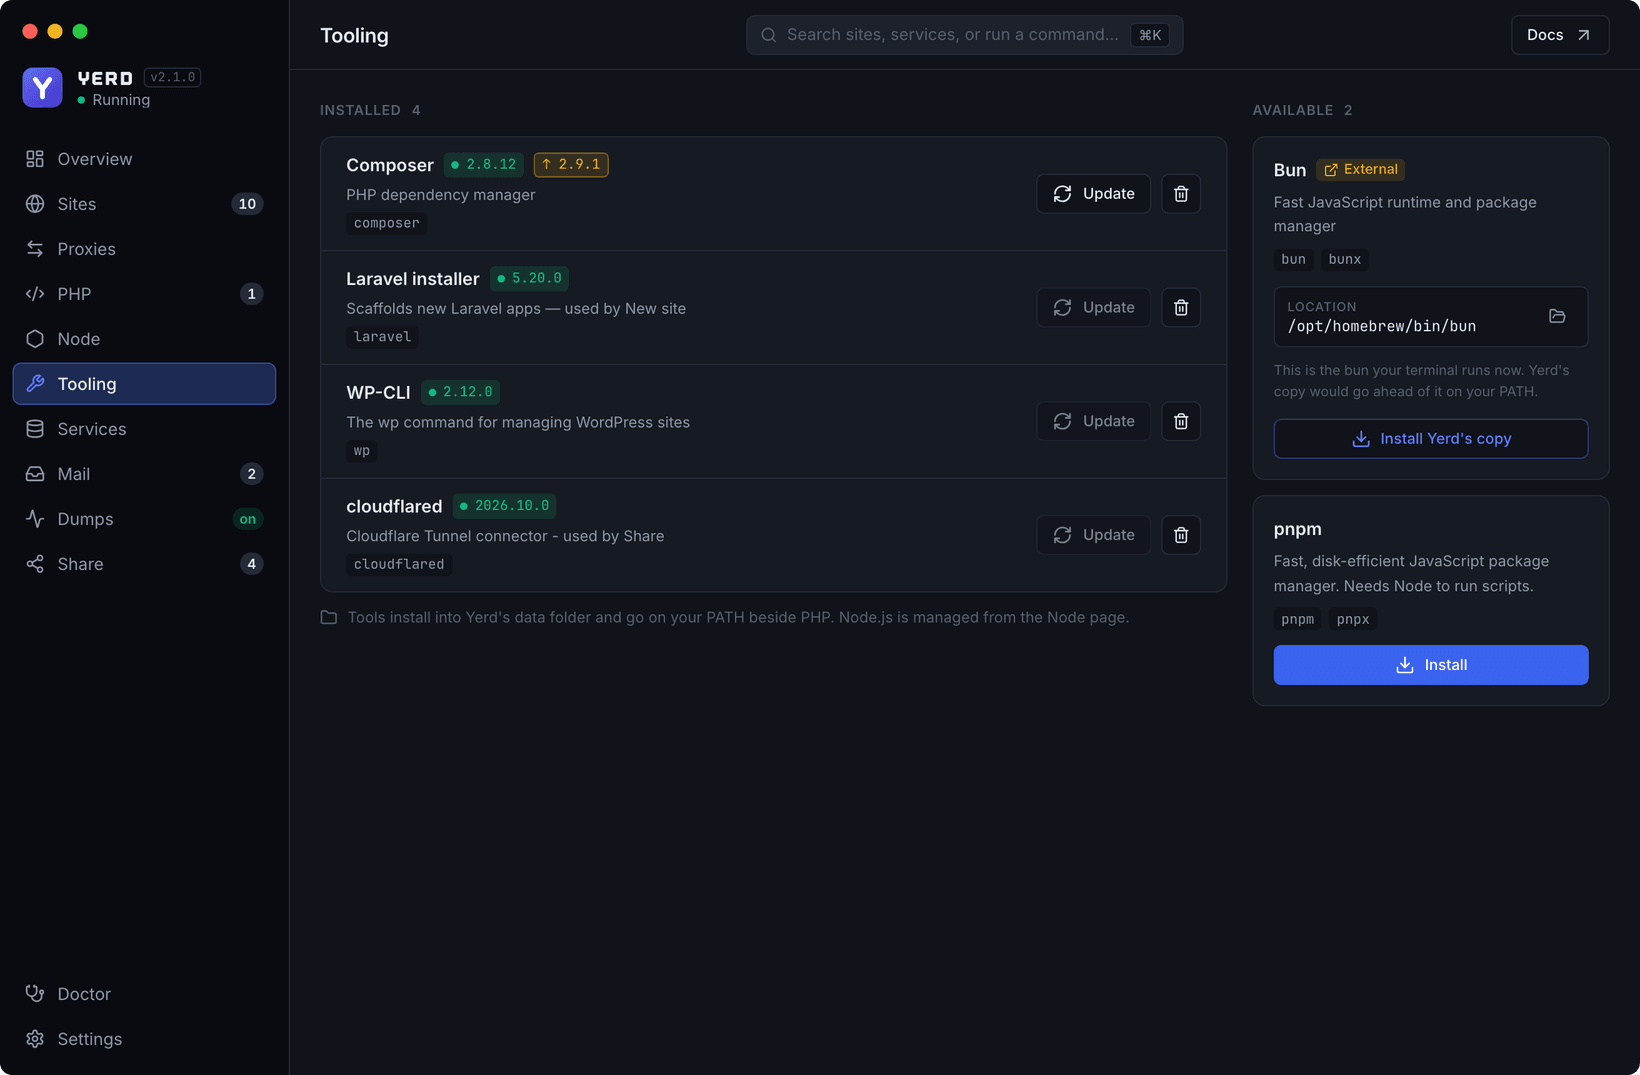 YERD v2.1.0
Running
Overview
Sites 10
Proxies
PHP 1
Node
Tooling
Services
Mail 2
Dumps on
Share 4
Doctor
Settings
Tooling
Search sites, services, or run a command... ⌘K
Docs
INSTALLED 4
Composer 2.8.12 ↑ 2.9.1
PHP dependency manager
composer
Update
Laravel installer 5.20.0
Scaffolds new Laravel apps — used by New site
laravel
Update
WP-CLI 2.12.0
The wp command for managing WordPress sites
wp
Update
cloudflared 2026.10.0
Cloudflare Tunnel connector - used by Share
cloudflared
Update
Tools install into Yerd's data folder and go on your PATH beside PHP. Node.js is managed from the Node page.
AVAILABLE 2
Bun External
Fast JavaScript runtime and package
manager
bun bunx
LOCATION
/opt/homebrew/bin/bun
This is the bun your terminal runs now. Yerd's
copy would go ahead of it on your PATH.
Install Yerd's copy
pnpm
Fast, disk-efficient JavaScript package
manager. Needs Node to run scripts.
pnpm pnpx
Install